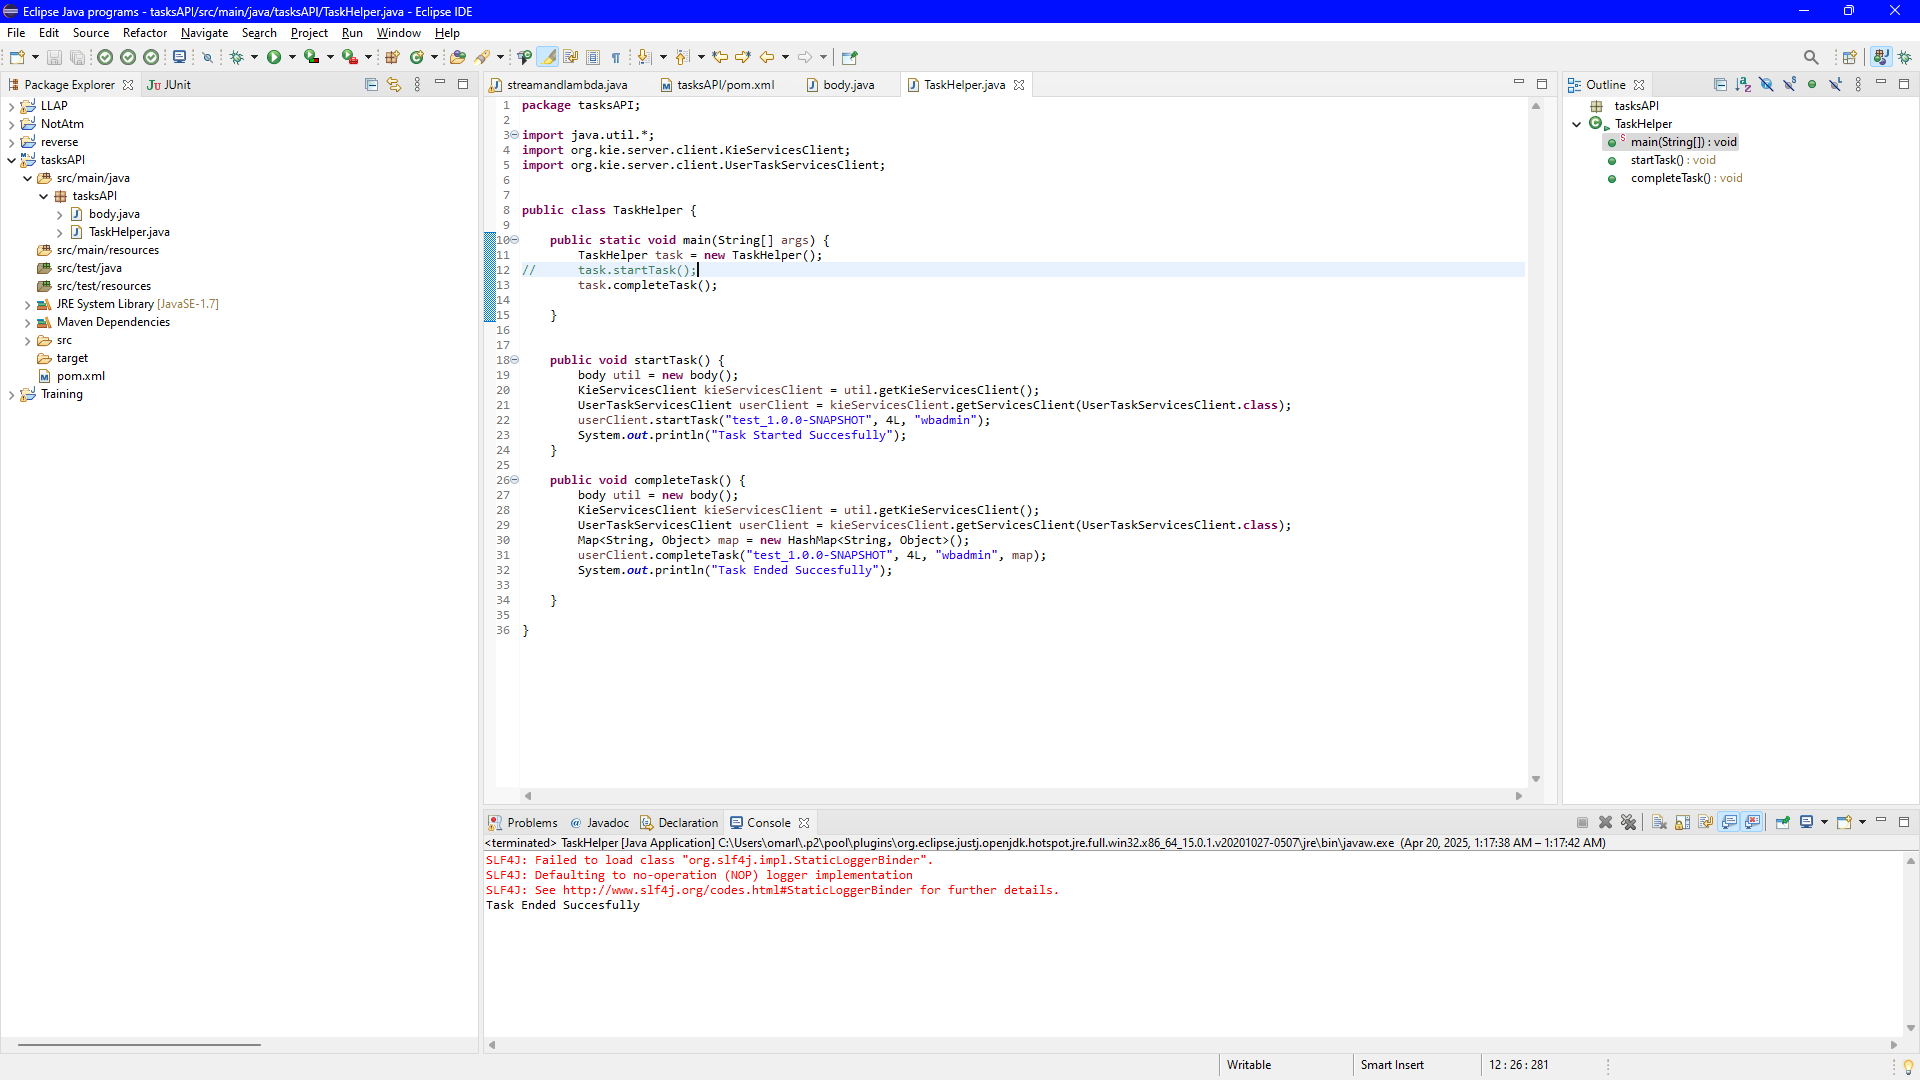 Eclipse Java programs - tasksAPI/src/main/java/tasksAPI/TaskHelper.java - Eclipse IDE
File Edit Source Refactor Navigate Search Project Run Window Help
Package Explorer JUnit
LLAP
NotAtm
reverse
tasksAPI
src/main/java
tasksAPI
body.java
TaskHelper.java
src/main/resources
src/test/java
src/test/resources
JRE System Library [JavaSE-1.7]
Maven Dependencies
src
target
pom.xml
Training
streamandlambda.java tasksAPI/pom.xml body.java TaskHelper.java
1 package tasksAPI;
2
3 import java.util.*;
4 import org.kie.server.client.KieServicesClient;
5 import org.kie.server.client.UserTaskServicesClient;
6
7
8 public class TaskHelper {
9
10 public static void main(String[] args) {
11 TaskHelper task = new TaskHelper();
12 // task.startTask();
13 task.completeTask();
14
15 }
16
17
18 public void startTask() {
19 body util = new body();
20 KieServicesClient kieServicesClient = util.getKieServicesClient();
21 UserTaskServicesClient userClient = kieServicesClient.getServicesClient(UserTaskServicesClient.class);
22 userClient.startTask("test_1.0.0-SNAPSHOT", 4L, "wbadmin");
23 System.out.println("Task Started Succesfully");
24 }
25
26 public void completeTask() {
27 body util = new body();
28 KieServicesClient kieServicesClient = util.getKieServicesClient();
29 UserTaskServicesClient userClient = kieServicesClient.getServicesClient(UserTaskServicesClient.class);
30 Map<String, Object> map = new HashMap<String, Object>();
31 userClient.completeTask("test_1.0.0-SNAPSHOT", 4L, "wbadmin", map);
32 System.out.println("Task Ended Succesfully");
33
34 }
35
36 }
Outline
tasksAPI
TaskHelper
main(String[]) : void
startTask() : void
completeTask() : void
Problems Javadoc Declaration Console
<terminated> TaskHelper [Java Application] C:\Users\omarl\.p2\pool\plugins\org.eclipse.justj.openjdk.hotspot.jre.full.win32.x86_64_15.0.1.v20201027-0507\jre\bin\javaw.exe (Apr 20, 2025, 1:17:38 AM – 1:17:42 AM)
SLF4J: Failed to load class "org.slf4j.impl.StaticLoggerBinder".
SLF4J: Defaulting to no-operation (NOP) logger implementation
SLF4J: See http://www.slf4j.org/codes.html#StaticLoggerBinder for further details.
Task Ended Succesfully
Writable Smart Insert 12 : 26 : 281